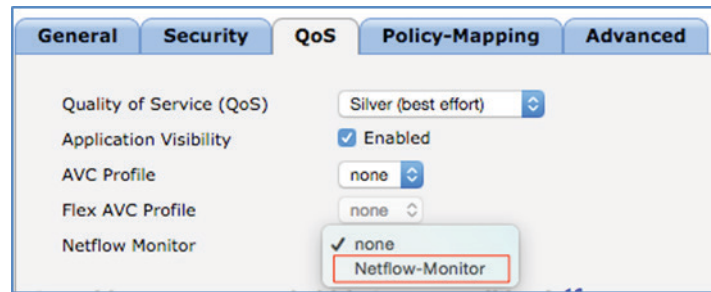 General Security QoS Policy-Mapping Advanced
Quality of Service (QoS) Silver (best effort)
Application Visibility Enabled
AVC Profile none
Flex AVC Profile none
Netflow Monitor ✓ none
Netflow-Monitor